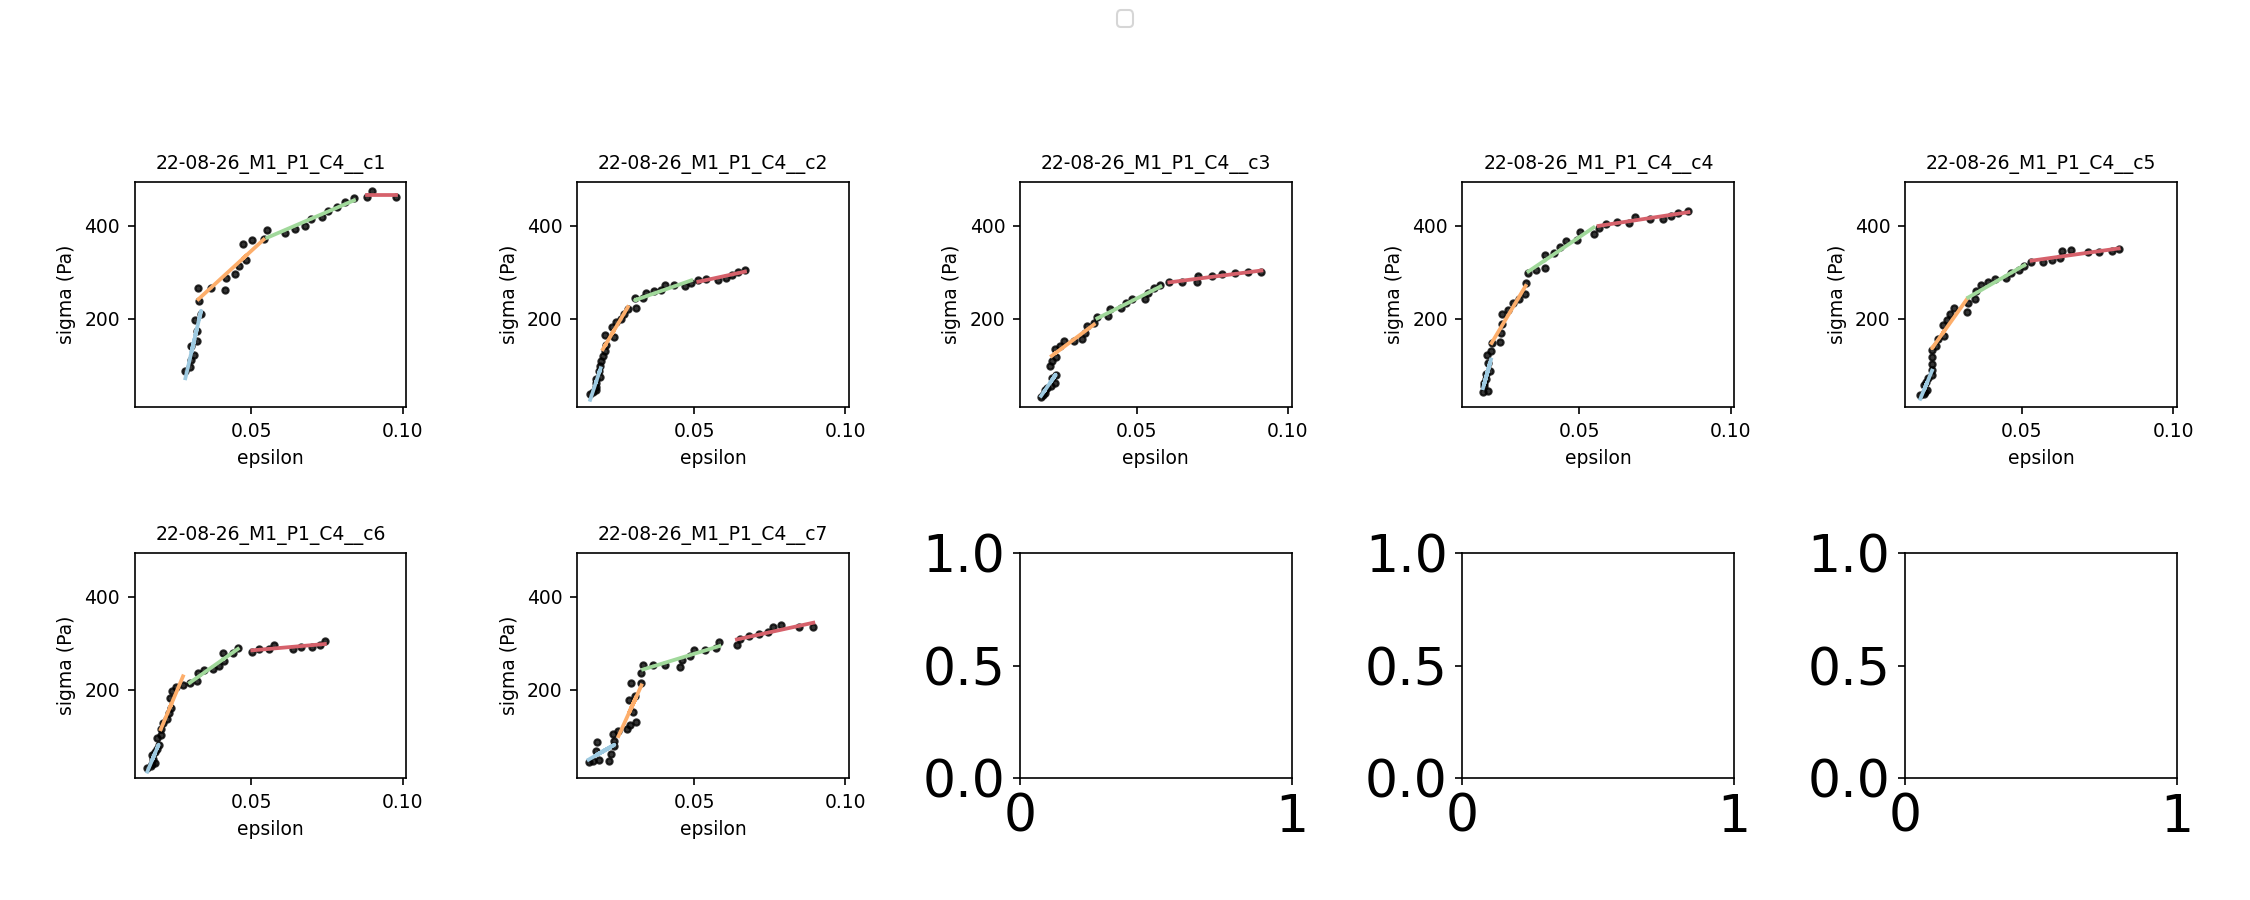 22-08-26_M1_P1_C4__c1
22-08-26_M1_P1_C4__c2
22-08-26_M1_P1_C4__c3
22-08-26_M1_P1_C4__c4
22-08-26_M1_P1_C4__c5
sigma (Pa)
400
200
0.05
0.10
epsilon
sigma (Pa)
400
200
0.05
0.10
epsilon
sigma (Pa)
400
200
0.05
0.10
epsilon
sigma (Pa)
400
200
0.05
0.10
epsilon
sigma (Pa)
400
200
0.05
0.10
epsilon
22-08-26_M1_P1_C4__c6
22-08-26_M1_P1_C4__c7
sigma (Pa)
400
200
0.05
0.10
epsilon
sigma (Pa)
400
200
0.05
0.10
epsilon
1.0
0.5
0.0
0
1
1.0
0.5
0.0
0
1
1.0
0.5
0.0
0
1